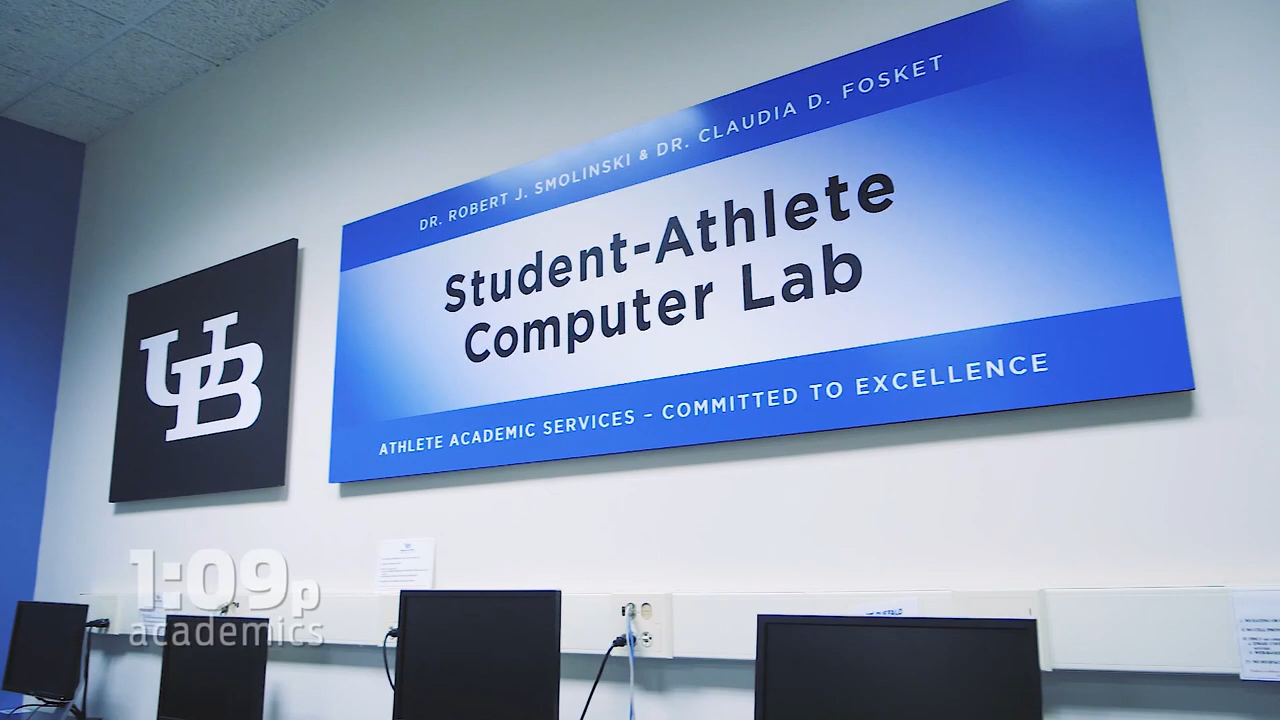 DR. ROBERT J. SMOLINSKI & DR. CLAUDIA D. FOSKET
Student-Athlete
Computer Lab
ATHLETE ACADEMIC SERVICES – COMMITTED TO EXCELLENCE
UB
1:09p
academics